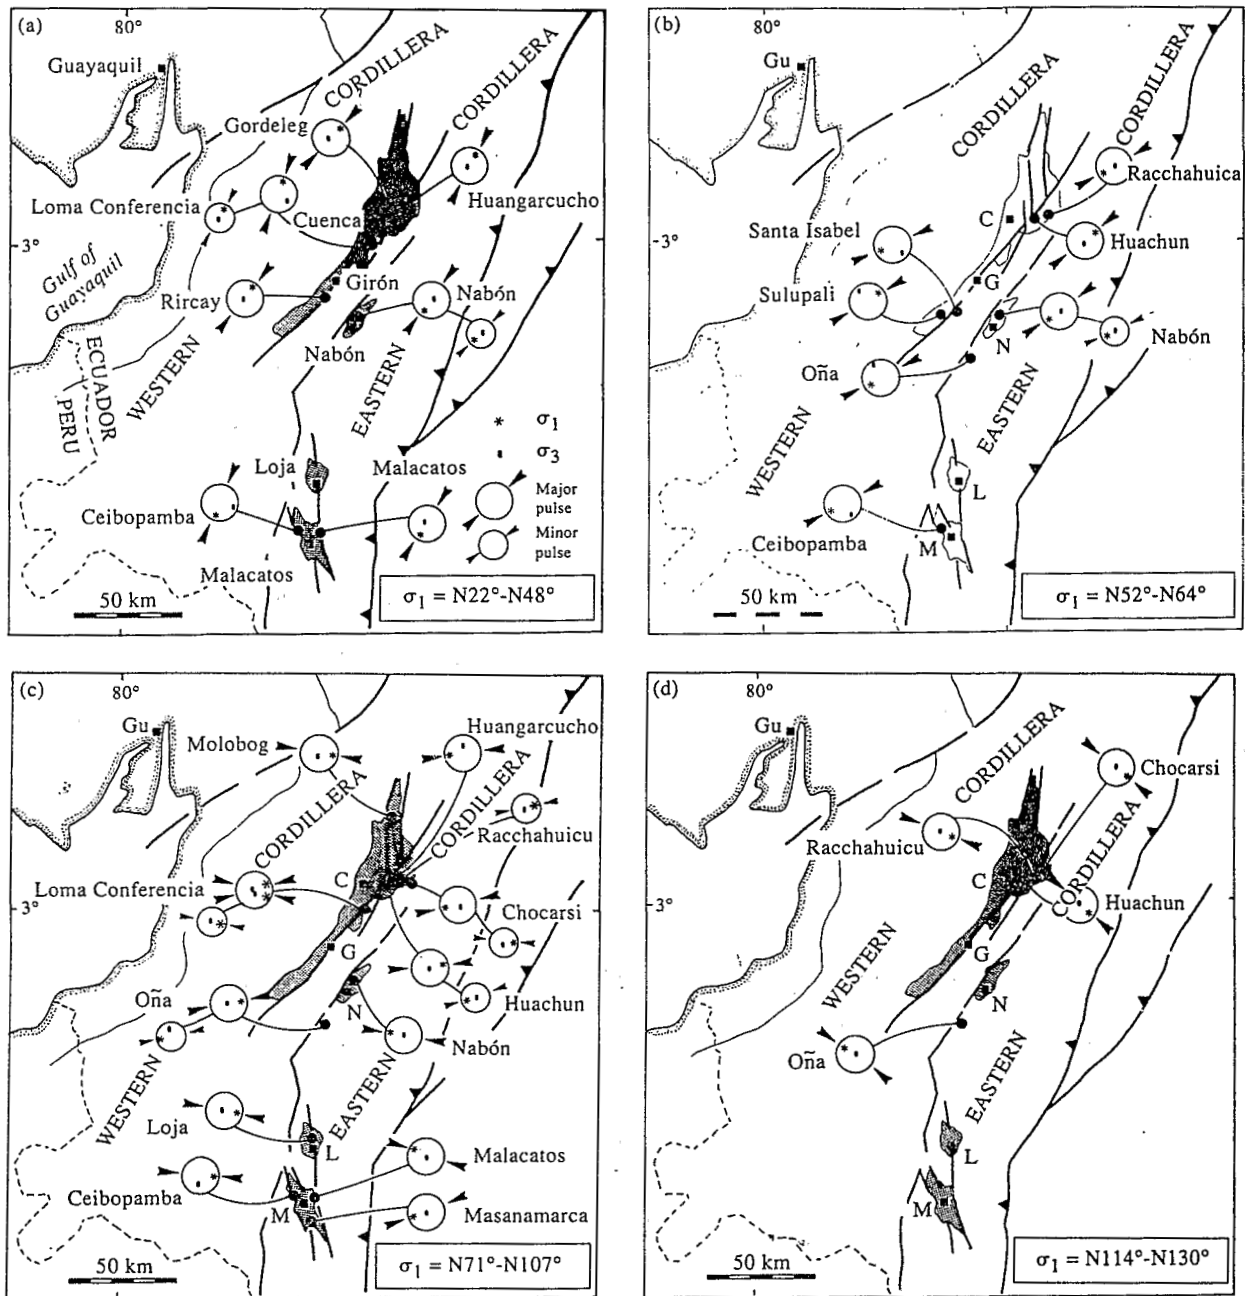 (a)
80°
Guayaquil
CORDILLERA
CORDILLERA
Gordeleg
Loma Conferencia
Cuenca
Huangarcucho
3°
Gulf of
Guayaquil
Girón
Rircay
Nabón
Nabón
ECUADOR
PERU
WESTERN
EASTERN
* σ1
σ3
Loja
Malacatos
Major
pulse
Ceibopamba
Minor
pulse
Malacatos
50 km
σ1 = N22°-N48°
(b)
80°
Gu
CORDILLERA
CORDILLERA
Racchahuica
C
Santa Isabel
3°
Huachun
Sulupali
G
N
Nabón
Oña
WESTERN
EASTERN
L
Ceibopamba
M
50 km
σ1 = N52°-N64°
(c)
80°
Gu
Molobog
Huangarcucho
CORDILLERA
CORDILLERA
Racchahuicu
Loma Conferencia
C
3°
Chocarsi
G
Oña
N
Huachun
Nabón
WESTERN
EASTERN
Loja
L
Malacatos
Ceibopamba
M
Masanamarca
50 km
σ1 = N71°-N107°
(d)
80°
Gu
CORDILLERA
Chocarsi
CORDILLERA
Racchahuicu
C
3°
Huachun
WESTERN
G
N
Oña
EASTERN
L
M
50 km
σ1 = N114°-N130°